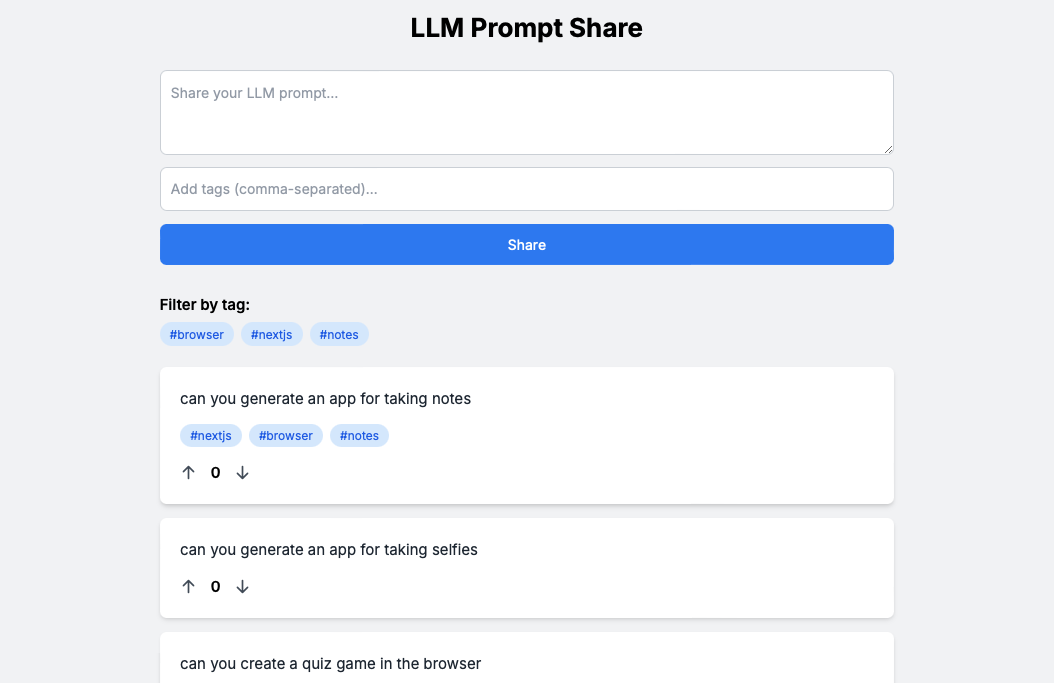 LLM Prompt Share
Share your LLM prompt...
Add tags (comma-separated)...
Share
Filter by tag:
#browser #nextjs #notes
can you generate an app for taking notes
#nextjs #browser #notes
↑ 0 ↓
can you generate an app for taking selfies
↑ 0 ↓
can you create a quiz game in the browser